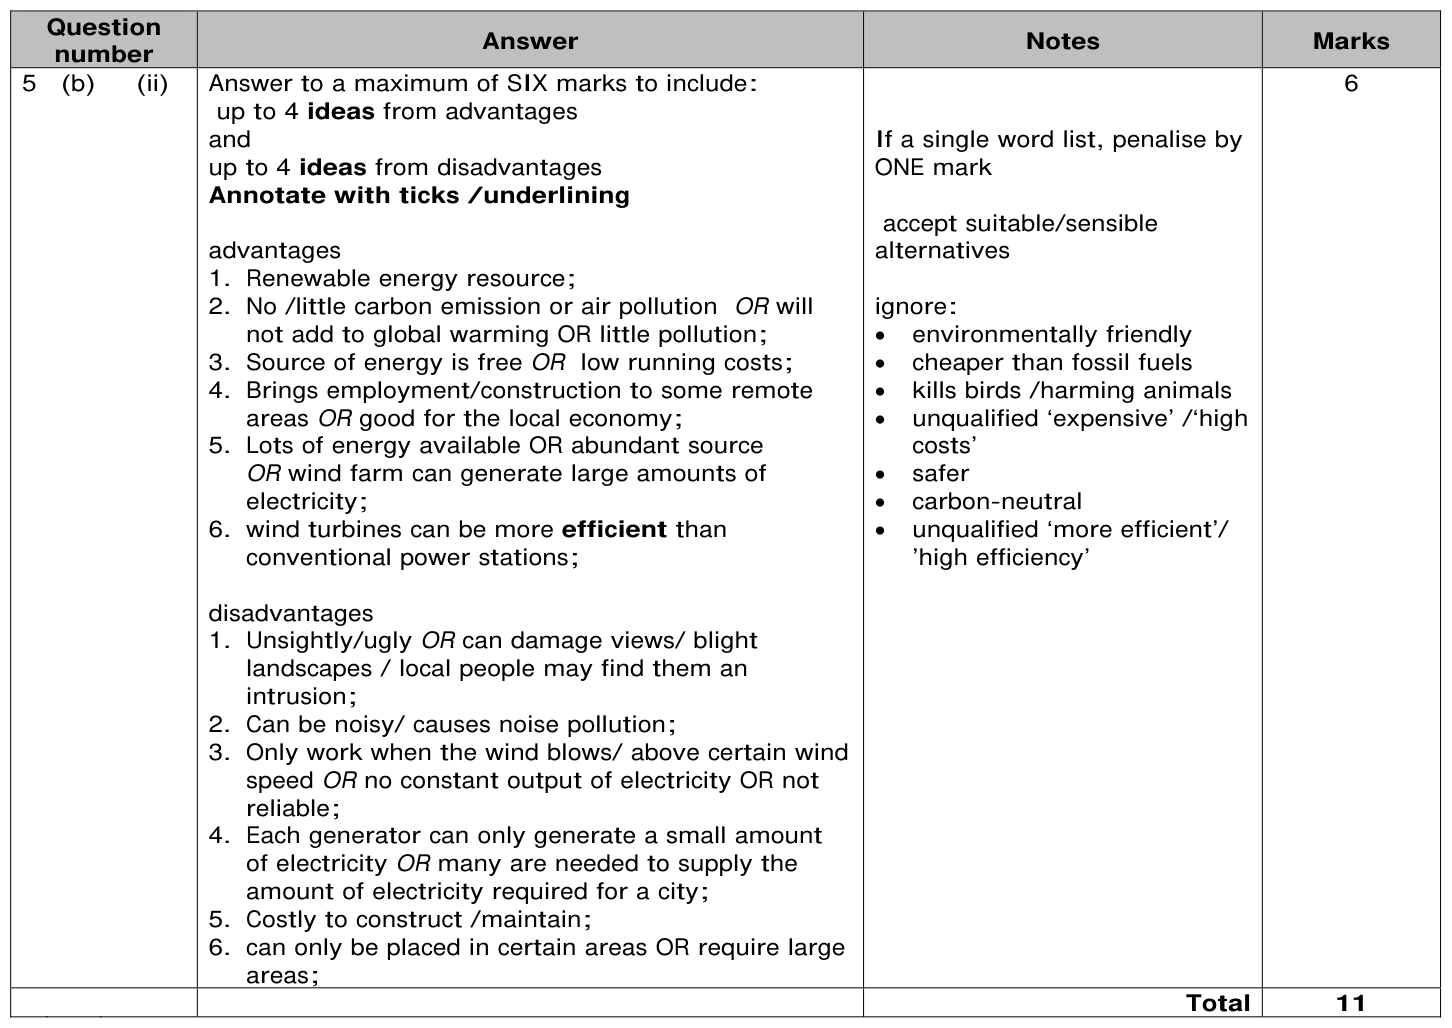 Question number
Answer
Notes
Marks
5 (b) (ii)
Answer to a maximum of SIX marks to include:
up to 4 ideas from advantages
and
up to 4 ideas from disadvantages
Annotate with ticks /underlining
advantages
1. Renewable energy resource;
2. No /little carbon emission or air pollution OR will
not add to global warming OR little pollution;
3. Source of energy is free OR low running costs;
4. Brings employment/construction to some remote
areas OR good for the local economy;
5. Lots of energy available OR abundant source
OR wind farm can generate large amounts of
electricity;
6. wind turbines can be more efficient than
conventional power stations;
disadvantages
1. Unsightly/ugly OR can damage views/ blight
landscapes / local people may find them an
intrusion;
2. Can be noisy/ causes noise pollution;
3. Only work when the wind blows/ above certain wind
speed OR no constant output of electricity OR not
reliable;
4. Each generator can only generate a small amount
of electricity OR many are needed to supply the
amount of electricity required for a city;
5. Costly to construct /maintain;
6. can only be placed in certain areas OR require large
areas;
If a single word list, penalise by
ONE mark
accept suitable/sensible
alternatives
ignore:
• environmentally friendly
• cheaper than fossil fuels
• kills birds /harming animals
• unqualified ‘expensive’ /‘high
costs’
• safer
• carbon-neutral
• unqualified ‘more efficient’/
’high efficiency’
6
Total
11